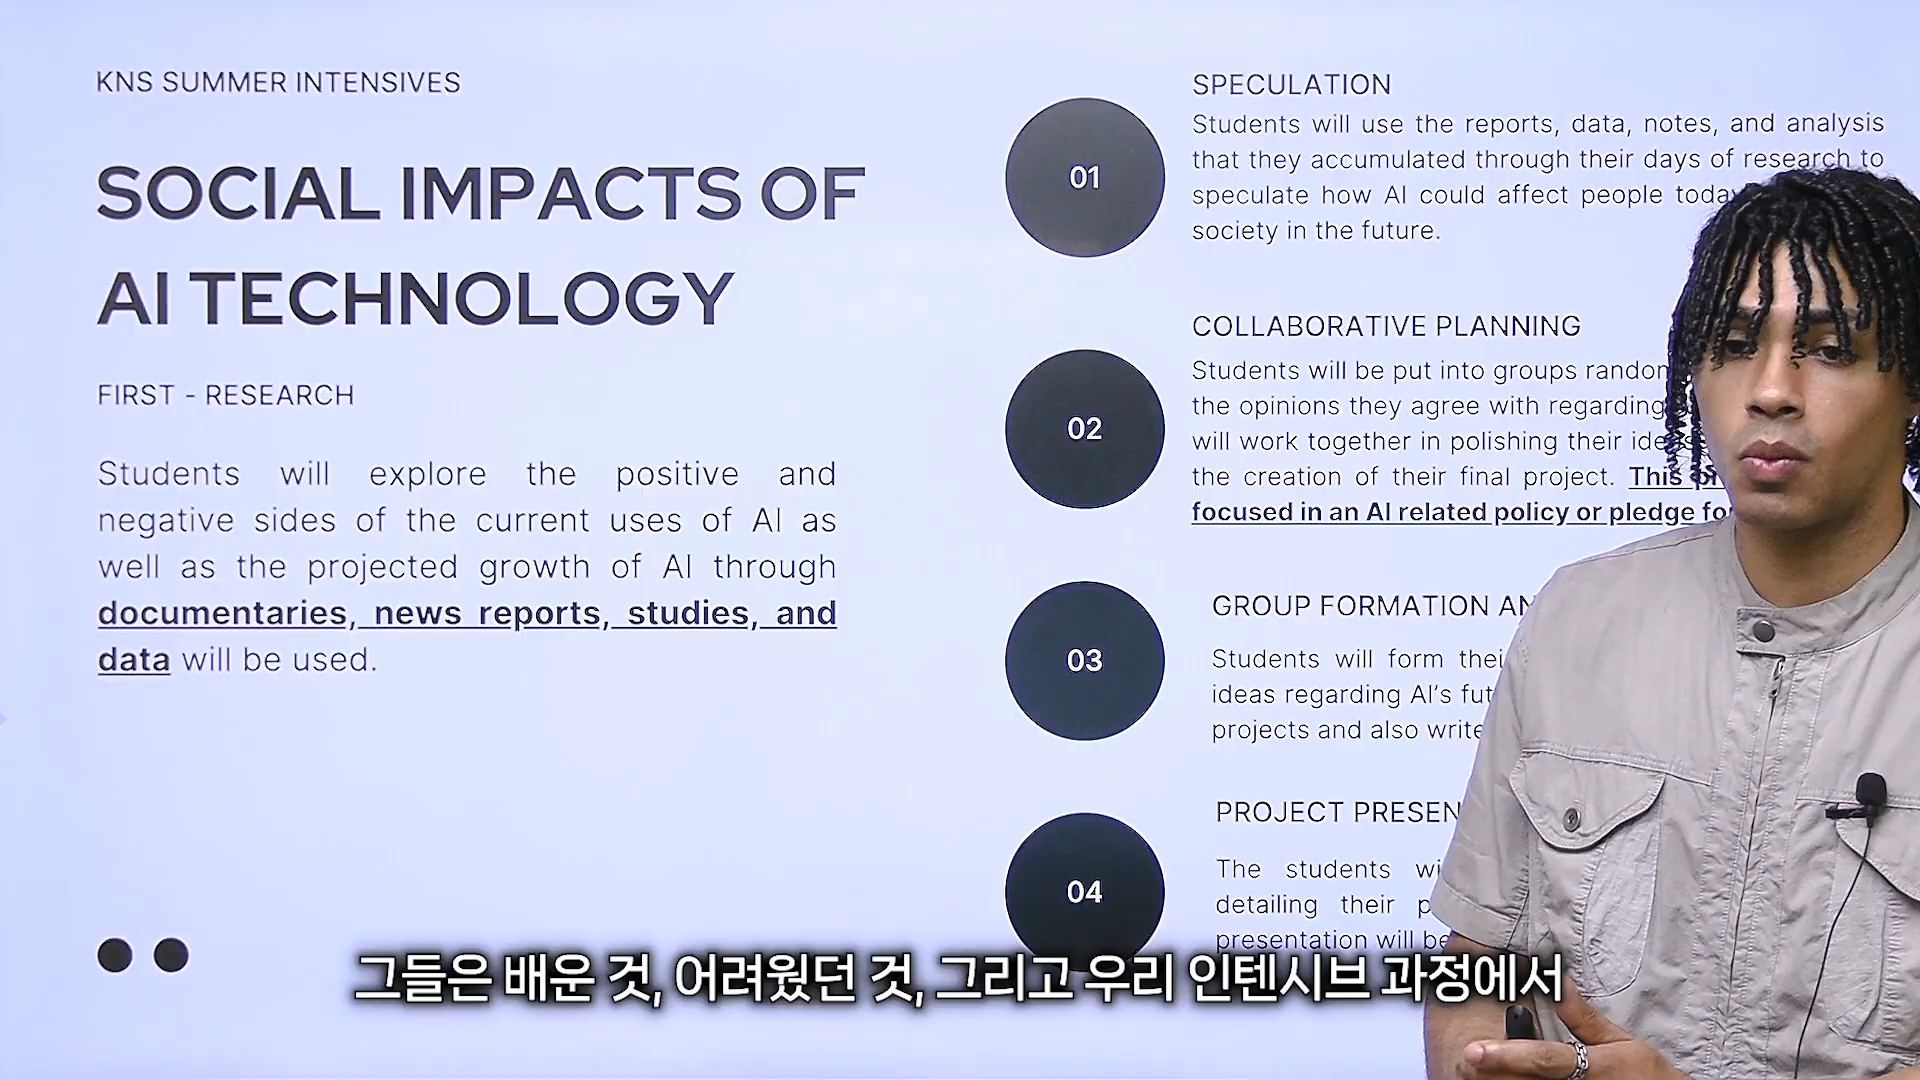 KNS SUMMER INTENSIVES
SOCIAL IMPACTS OF
AI TECHNOLOGY
FIRST - RESEARCH
Students will explore the positive and
negative sides of the current uses of AI as
well as the projected growth of AI through
documentaries, news reports, studies, and
data will be used.
01
SPECULATION
Students will use the reports, data, notes, and analysis
that they accumulated through their days of research to
speculate how AI could affect people today
society in the future.
02
COLLABORATIVE PLANNING
Students will be put into groups
the opinions they agree with regarding
will work together in polishing their ideas
the creation of their final project. This
focused in an AI related policy or pledge
03
GROUP FORMATION
Students will form
ideas regarding AI's
projects and also write
04
PROJECT
The students
detailing their
presentation will be
그들은 배운 것, 어려웠던 것, 그리고 우리 인텐시브 과정에서